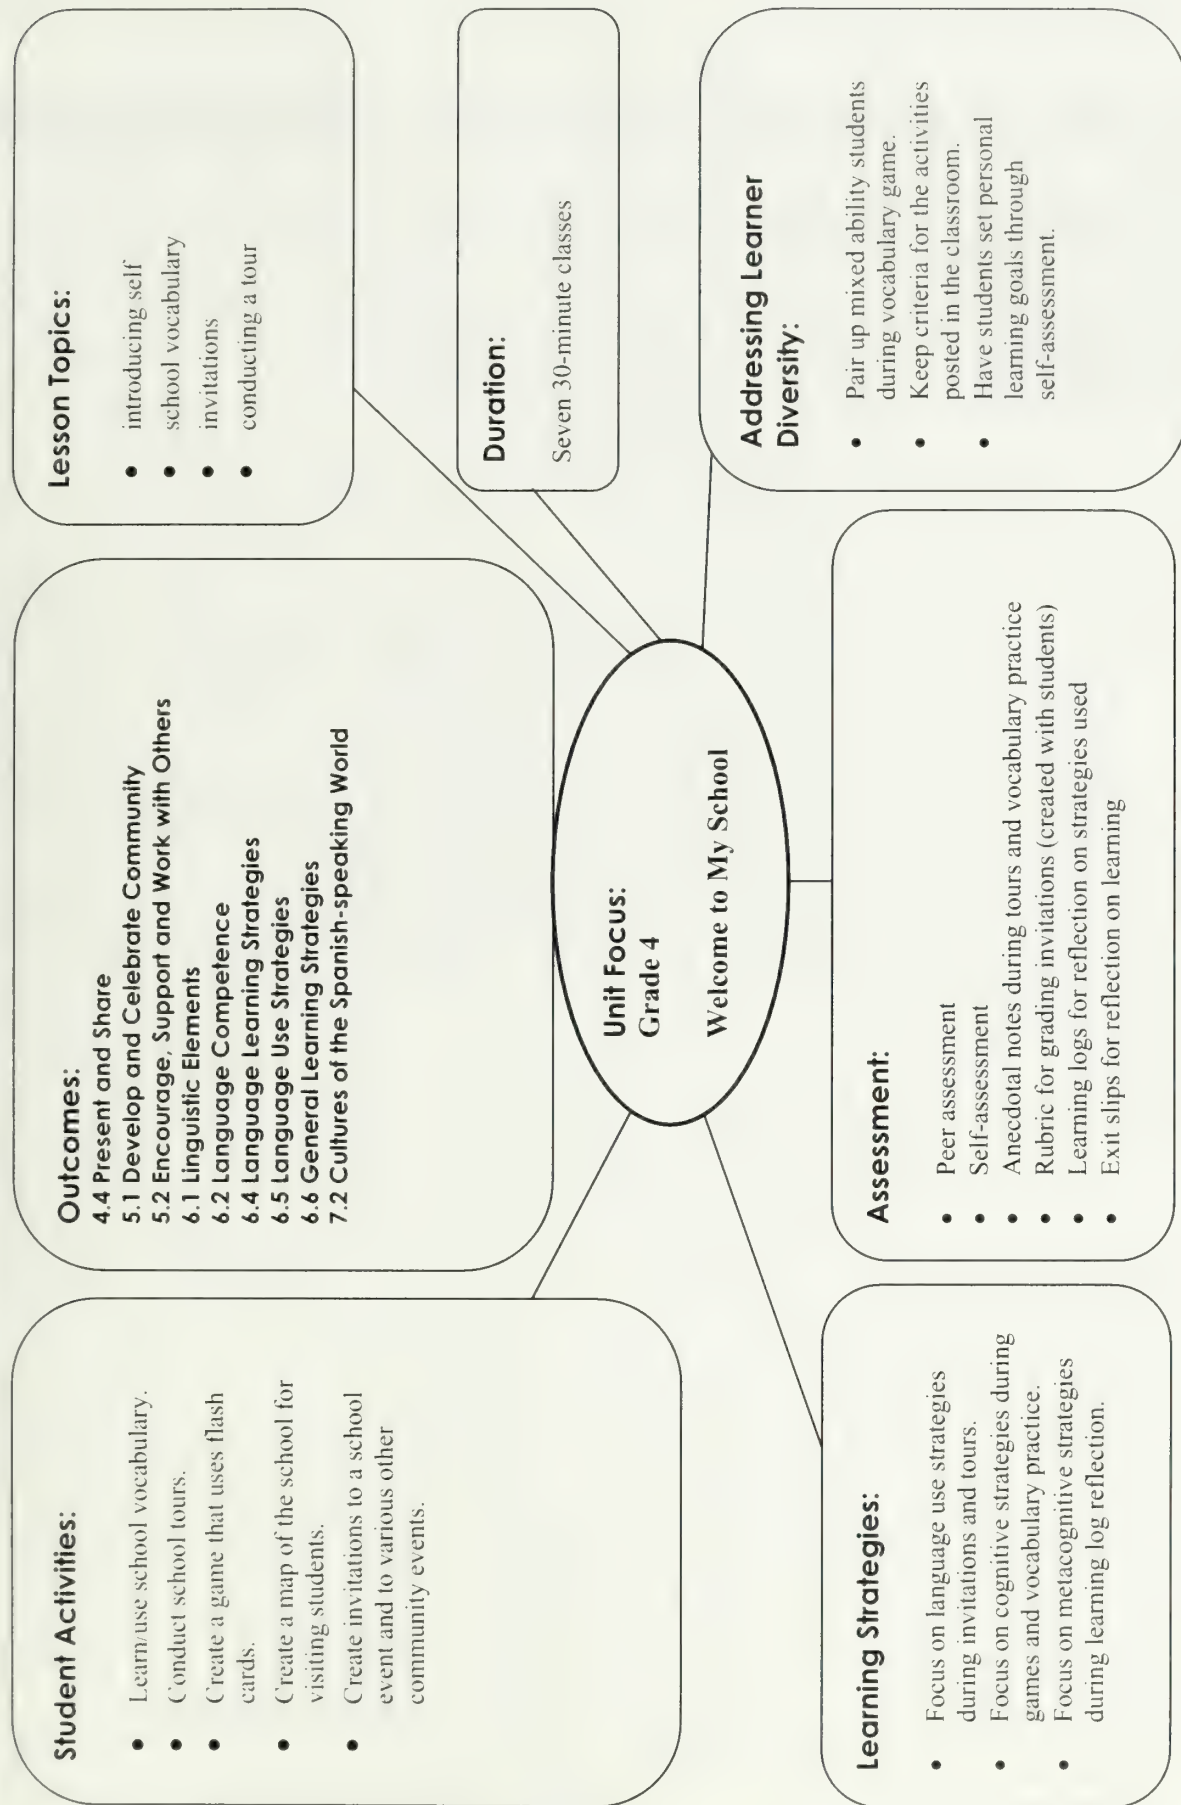 Student Activities:
• Learn/use school vocabulary.
• Conduct school tours.
• Create a game that uses flash
cards.
• Create a map of the school for
visiting students.
• Create invitations to a school
event and to various other
community events.
Outcomes:
4.4 Present and Share
5.1 Develop and Celebrate Community
5.2 Encourage, Support and Work with Others
6.1 Linguistic Elements
6.2 Language Competence
6.4 Language Learning Strategies
6.5 Language Use Strategies
6.6 General Learning Strategies
7.2 Cultures of the Spanish-speaking World
Lesson Topics:
• introducing self
• school vocabulary
• invitations
• conducting a tour
Unit Focus:
Grade 4
Welcome to My School
Duration:
Seven 30-minute classes
Learning Strategies:
• Focus on language use strategies
during invitations and tours.
• Focus on cognitive strategies during
games and vocabulary practice.
• Focus on metacognitive strategies
during learning log reflection.
Assessment:
• Peer assessment
• Self-assessment
• Anecdotal notes during tours and vocabulary practice
• Rubric for grading invitations (created with students)
• Learning logs for reflection on strategies used
• Exit slips for reflection on learning
Addressing Learner
Diversity:
• Pair up mixed ability students
during vocabulary game.
• Keep criteria for the activities
posted in the classroom.
• Have students set personal
learning goals through
self-assessment.